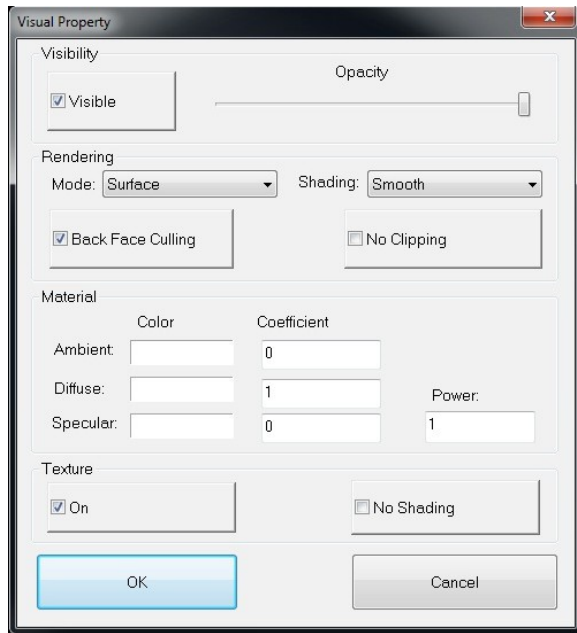 Visual Property
Visibility
Visible
Opacity
Rendering
Mode: Surface
Shading: Smooth
Back Face Culling
No Clipping
Material
Color Coefficient
Ambient: 0
Diffuse: 1
Power:
Specular: 0 1
Texture
On
No Shading
OK
Cancel